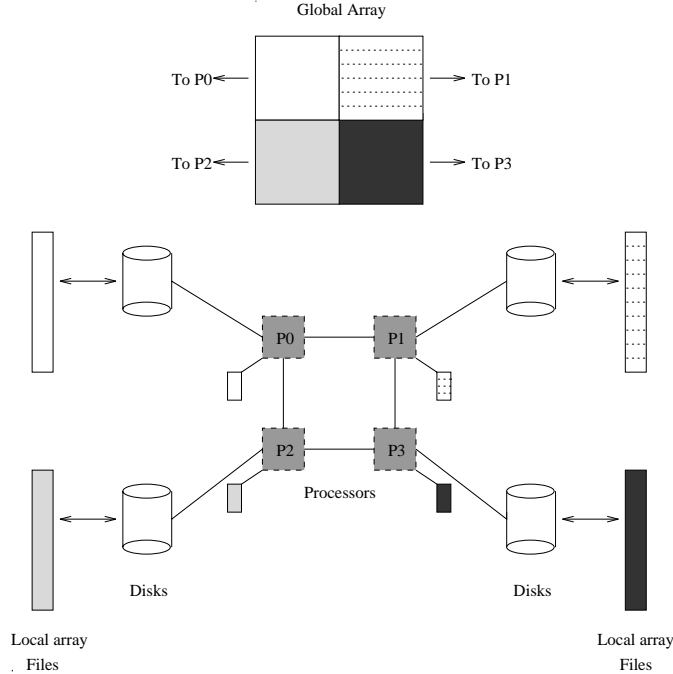 Global Array
To P0
To P1
To P2
To P3
P0
P1
P2
P3
Processors
Disks
Disks
Local array
Files
Local array
Files